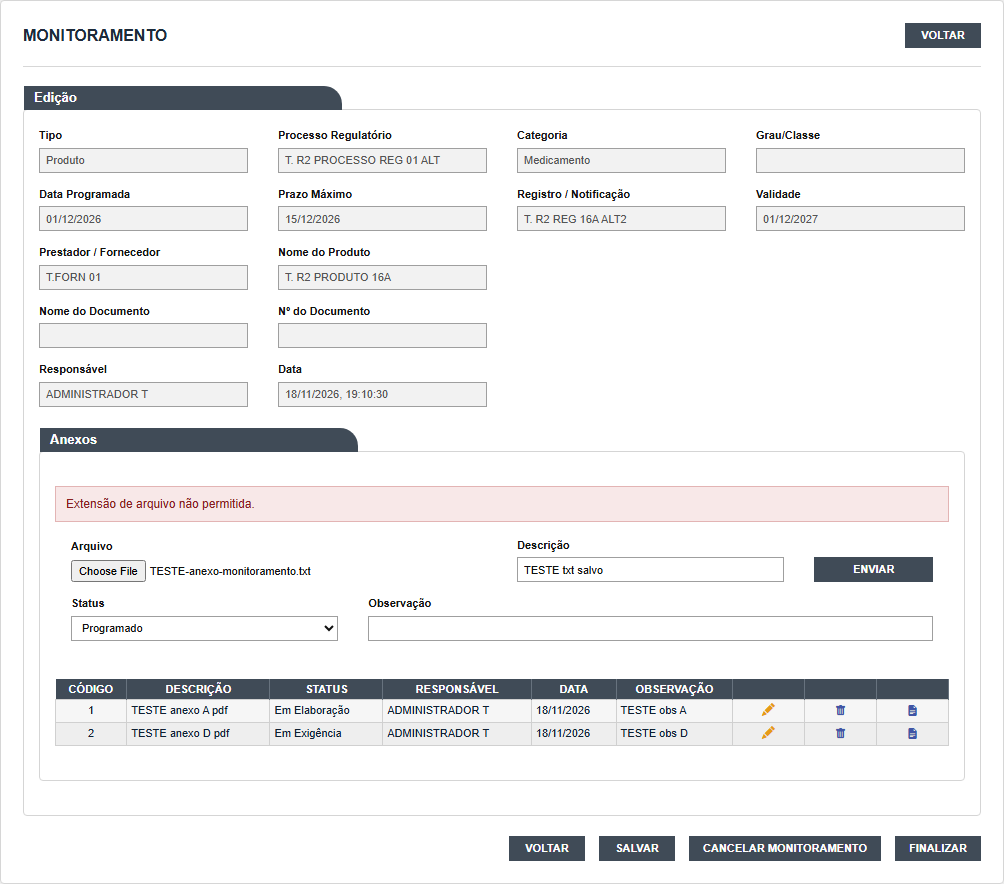 MONITORAMENTO
VOLTAR
Edição
Tipo Processo Regulatório Categoria Grau/Classe
Produto T. R2 PROCESSO REG 01 ALT Medicamento
Data Programada Prazo Máximo Registro / Notificação Validade
01/12/2026 15/12/2026 T. R2 REG 16A ALT2 01/12/2027
Prestador / Fornecedor Nome do Produto
T.FORN 01 T. R2 PRODUTO 16A
Nome do Documento Nº do Documento
Responsável Data
ADMINISTRADOR T 18/11/2026, 19:10:30
Anexos
Extensão de arquivo não permitida.
Arquivo Descrição
Choose File TESTE-anexo-monitoramento.txt TESTE txt salvo ENVIAR
Status Observação
Programado
CÓDIGO DESCRIÇÃO STATUS RESPONSÁVEL DATA OBSERVAÇÃO
1 TESTE anexo A pdf Em Elaboração ADMINISTRADOR T 18/11/2026 TESTE obs A
2 TESTE anexo D pdf Em Exigência ADMINISTRADOR T 18/11/2026 TESTE obs D
VOLTAR SALVAR CANCELAR MONITORAMENTO FINALIZAR